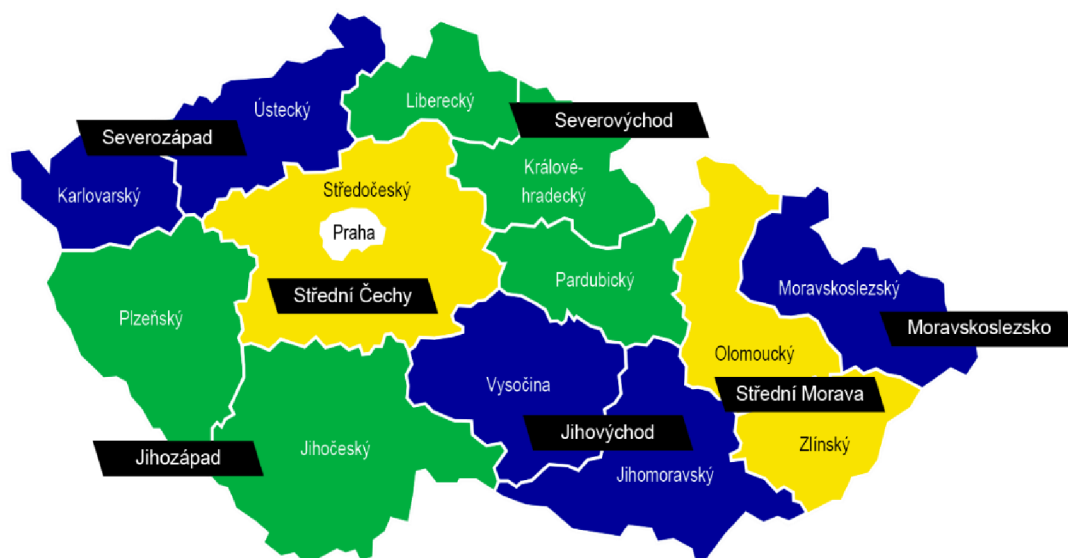 Ústecký
Liberecký
Severozápad
Severovýchod
Karlovarský
Středočeský
Králové-
hradecký
Praha
Plzeňský
Střední Čechy
Pardubický
Moravskoslezský
Moravskoslezsko
Olomoucký
Vysočina
Střední Morava
Jihozápad
Jihočeský
Jihovýchod
Zlínský
Jihomoravský